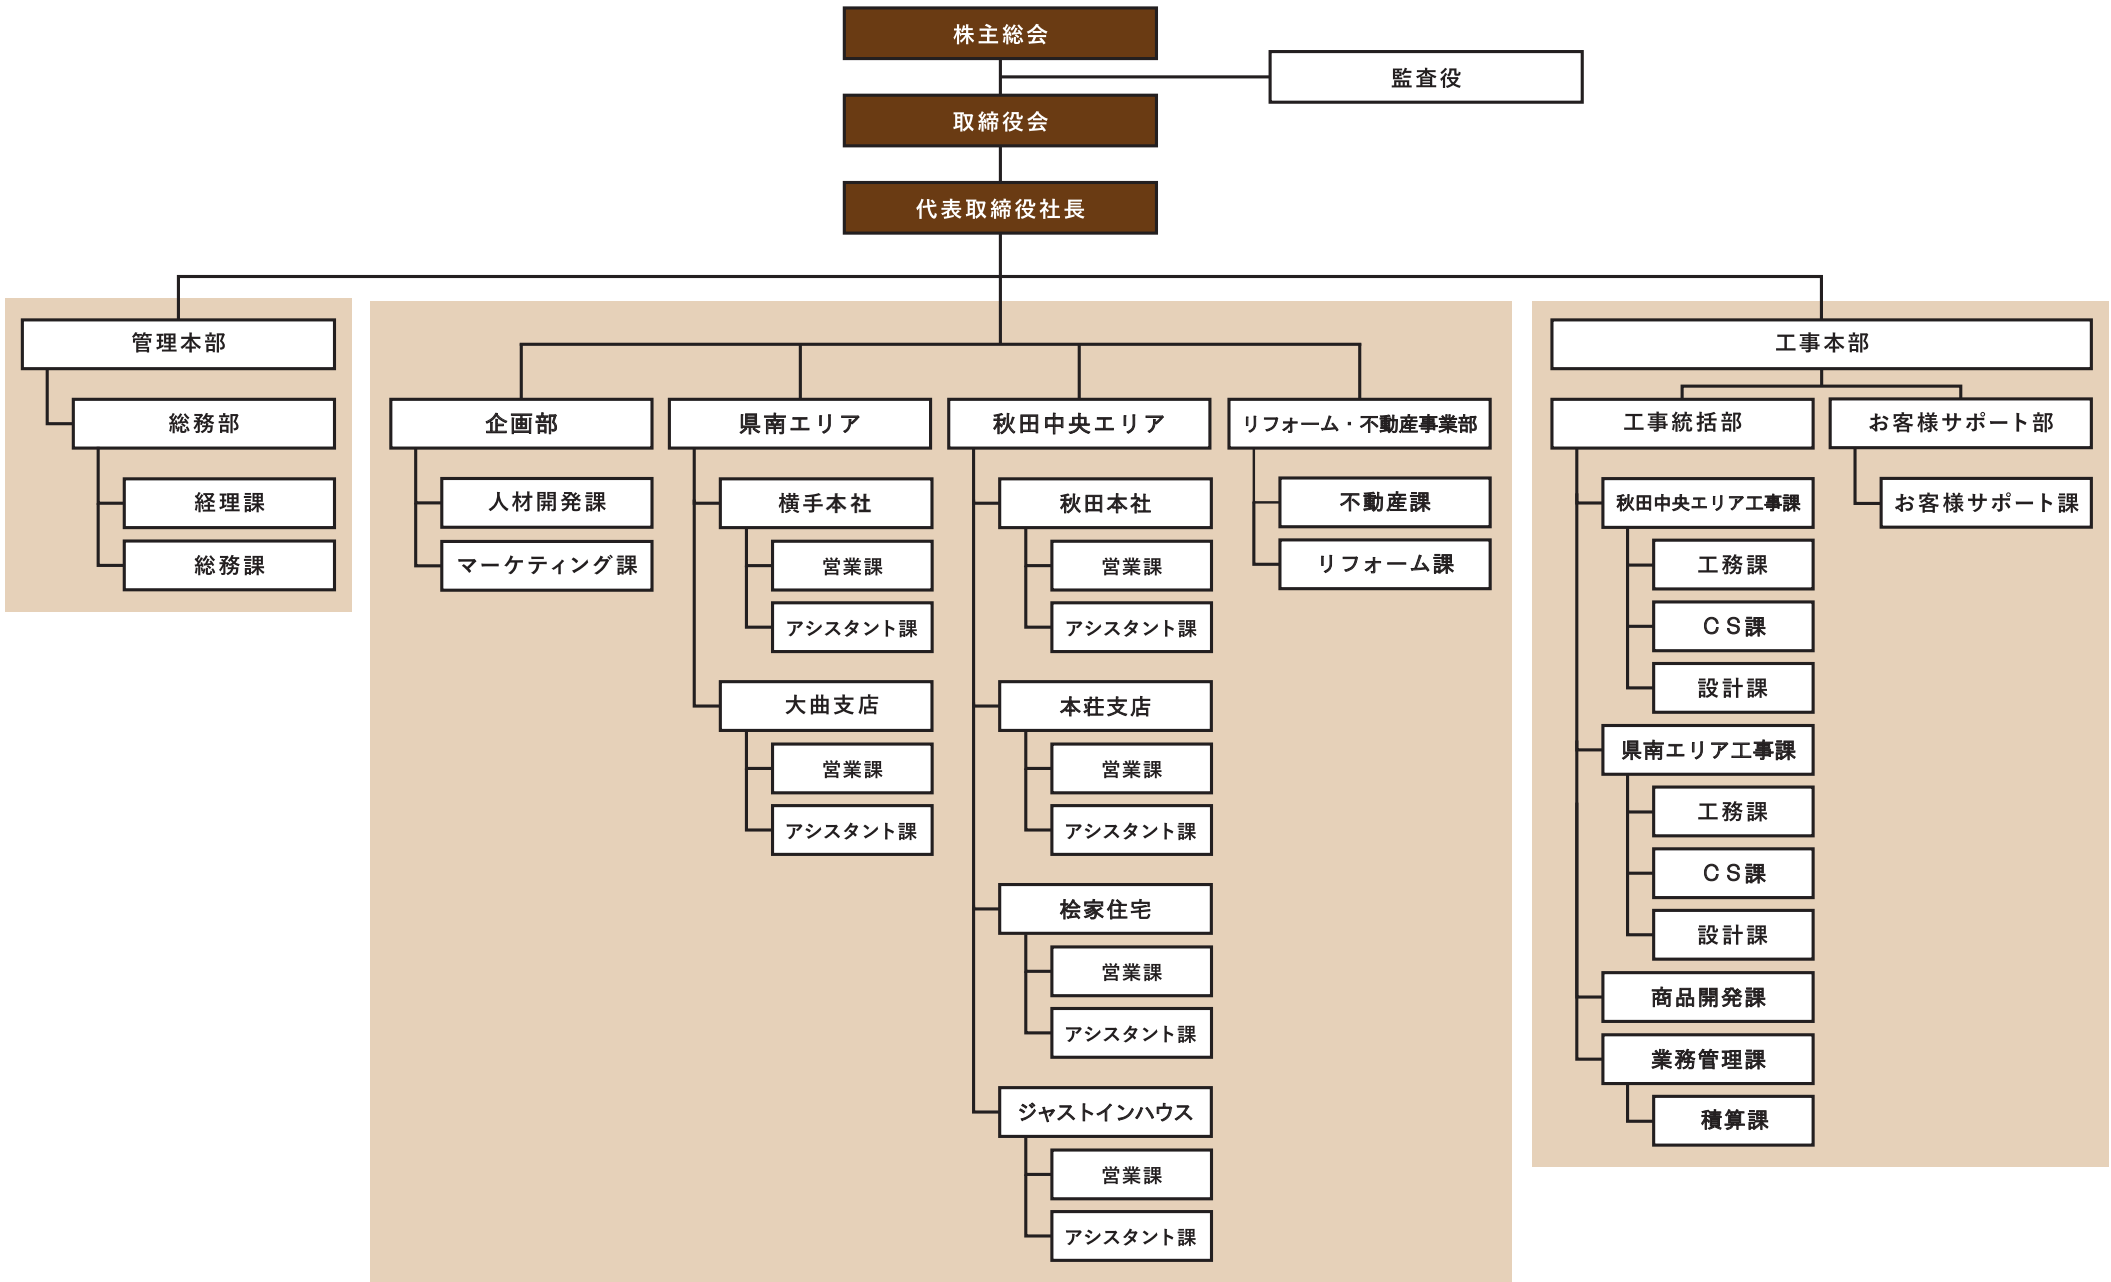 株主総会
監査役
取締役会
代表取締役社長
管理本部
総務部
経理課
総務課
企画部
人材開発課
マーケティング課
県南エリア
横手本社
営業課
アシスタント課
大曲支店
営業課
アシスタント課
秋田中央エリア
秋田本社
営業課
アシスタント課
本荘支店
営業課
アシスタント課
桧家住宅
営業課
アシスタント課
ジャストインハウス
営業課
アシスタント課
リフォーム・不動産事業部
不動産課
リフォーム課
工事本部
工事統括部
秋田中央エリア工事課
工務課
ＣＳ課
設計課
県南エリア工事課
工務課
ＣＳ課
設計課
商品開発課
業務管理課
積算課
お客様サポート部
お客様サポート課